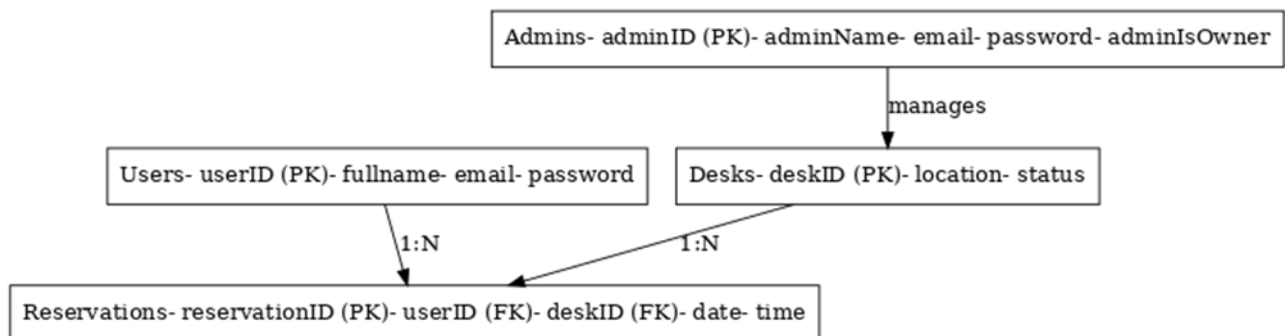 Admins- adminID (PK)- adminName- email- password- adminIsOwner
manages
Users- userID (PK)- fullname- email- password
Desks- deskID (PK)- location- status
1:N
1:N
Reservations- reservationID (PK)- userID (FK)- deskID (FK)- date- time